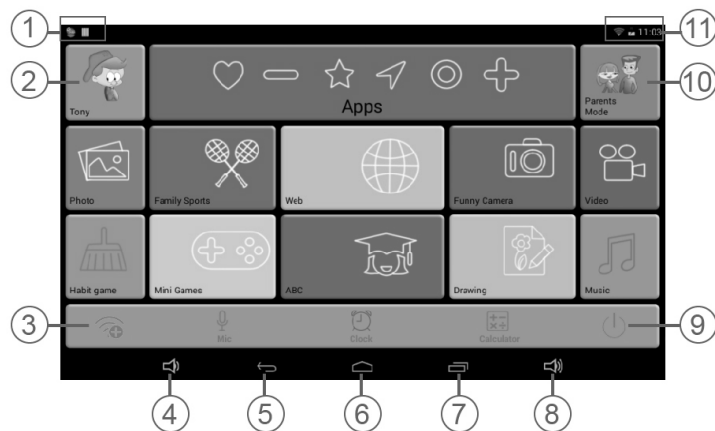 1
11
11:03
2
10
Tony
Apps
Parents
Mode
Photo
Family Sports
Web
Funny Camera
Video
Habit game
Mini Games
ABC
Drawing
Music
3
Mic
Clock
Calculator
9
4
5
6
7
8